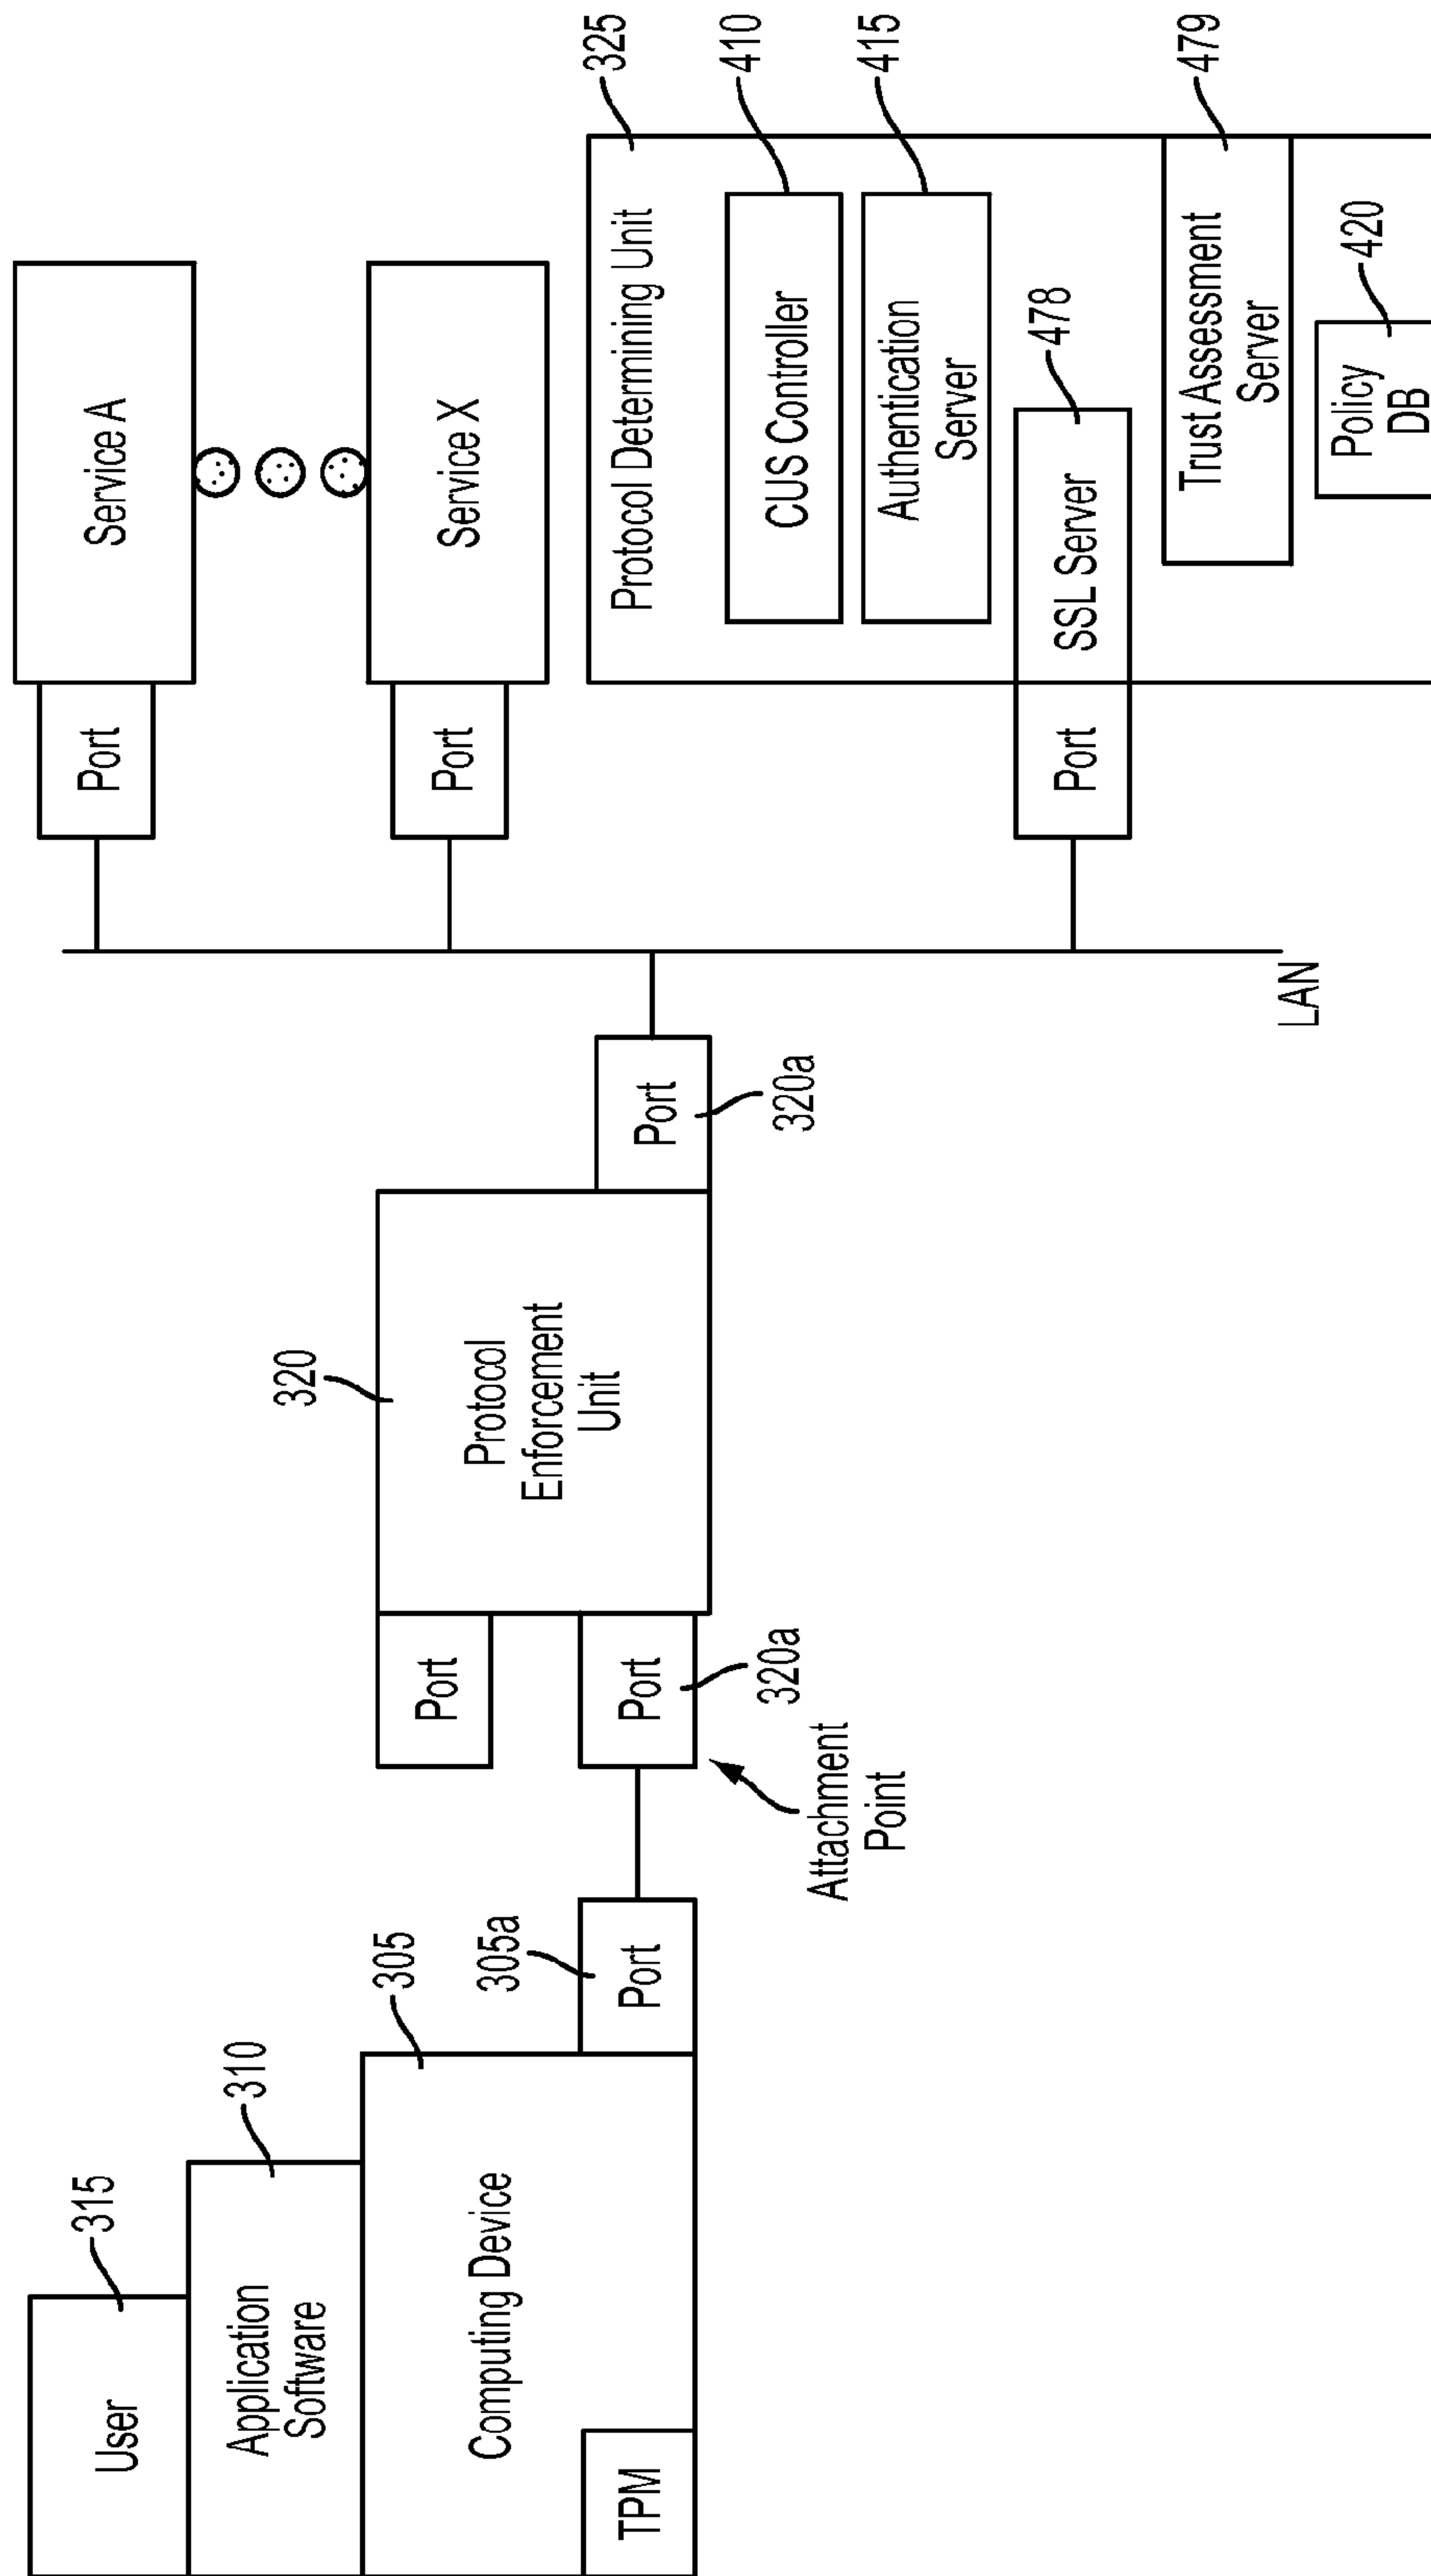 User
315
Application
Software
310
Computing Device
305
TPM
Port
305a
Attachment
Point
Port
Port
320a
320
Protocol
Enforcement
Unit
Port
320a
LAN
Port
Service A
Port
Service X
325
Protocol Determining Unit
CUS Controller
410
Authentication
Server
415
Port
SSL Server
478
Trust Assessment
Server
479
Policy
DB
420